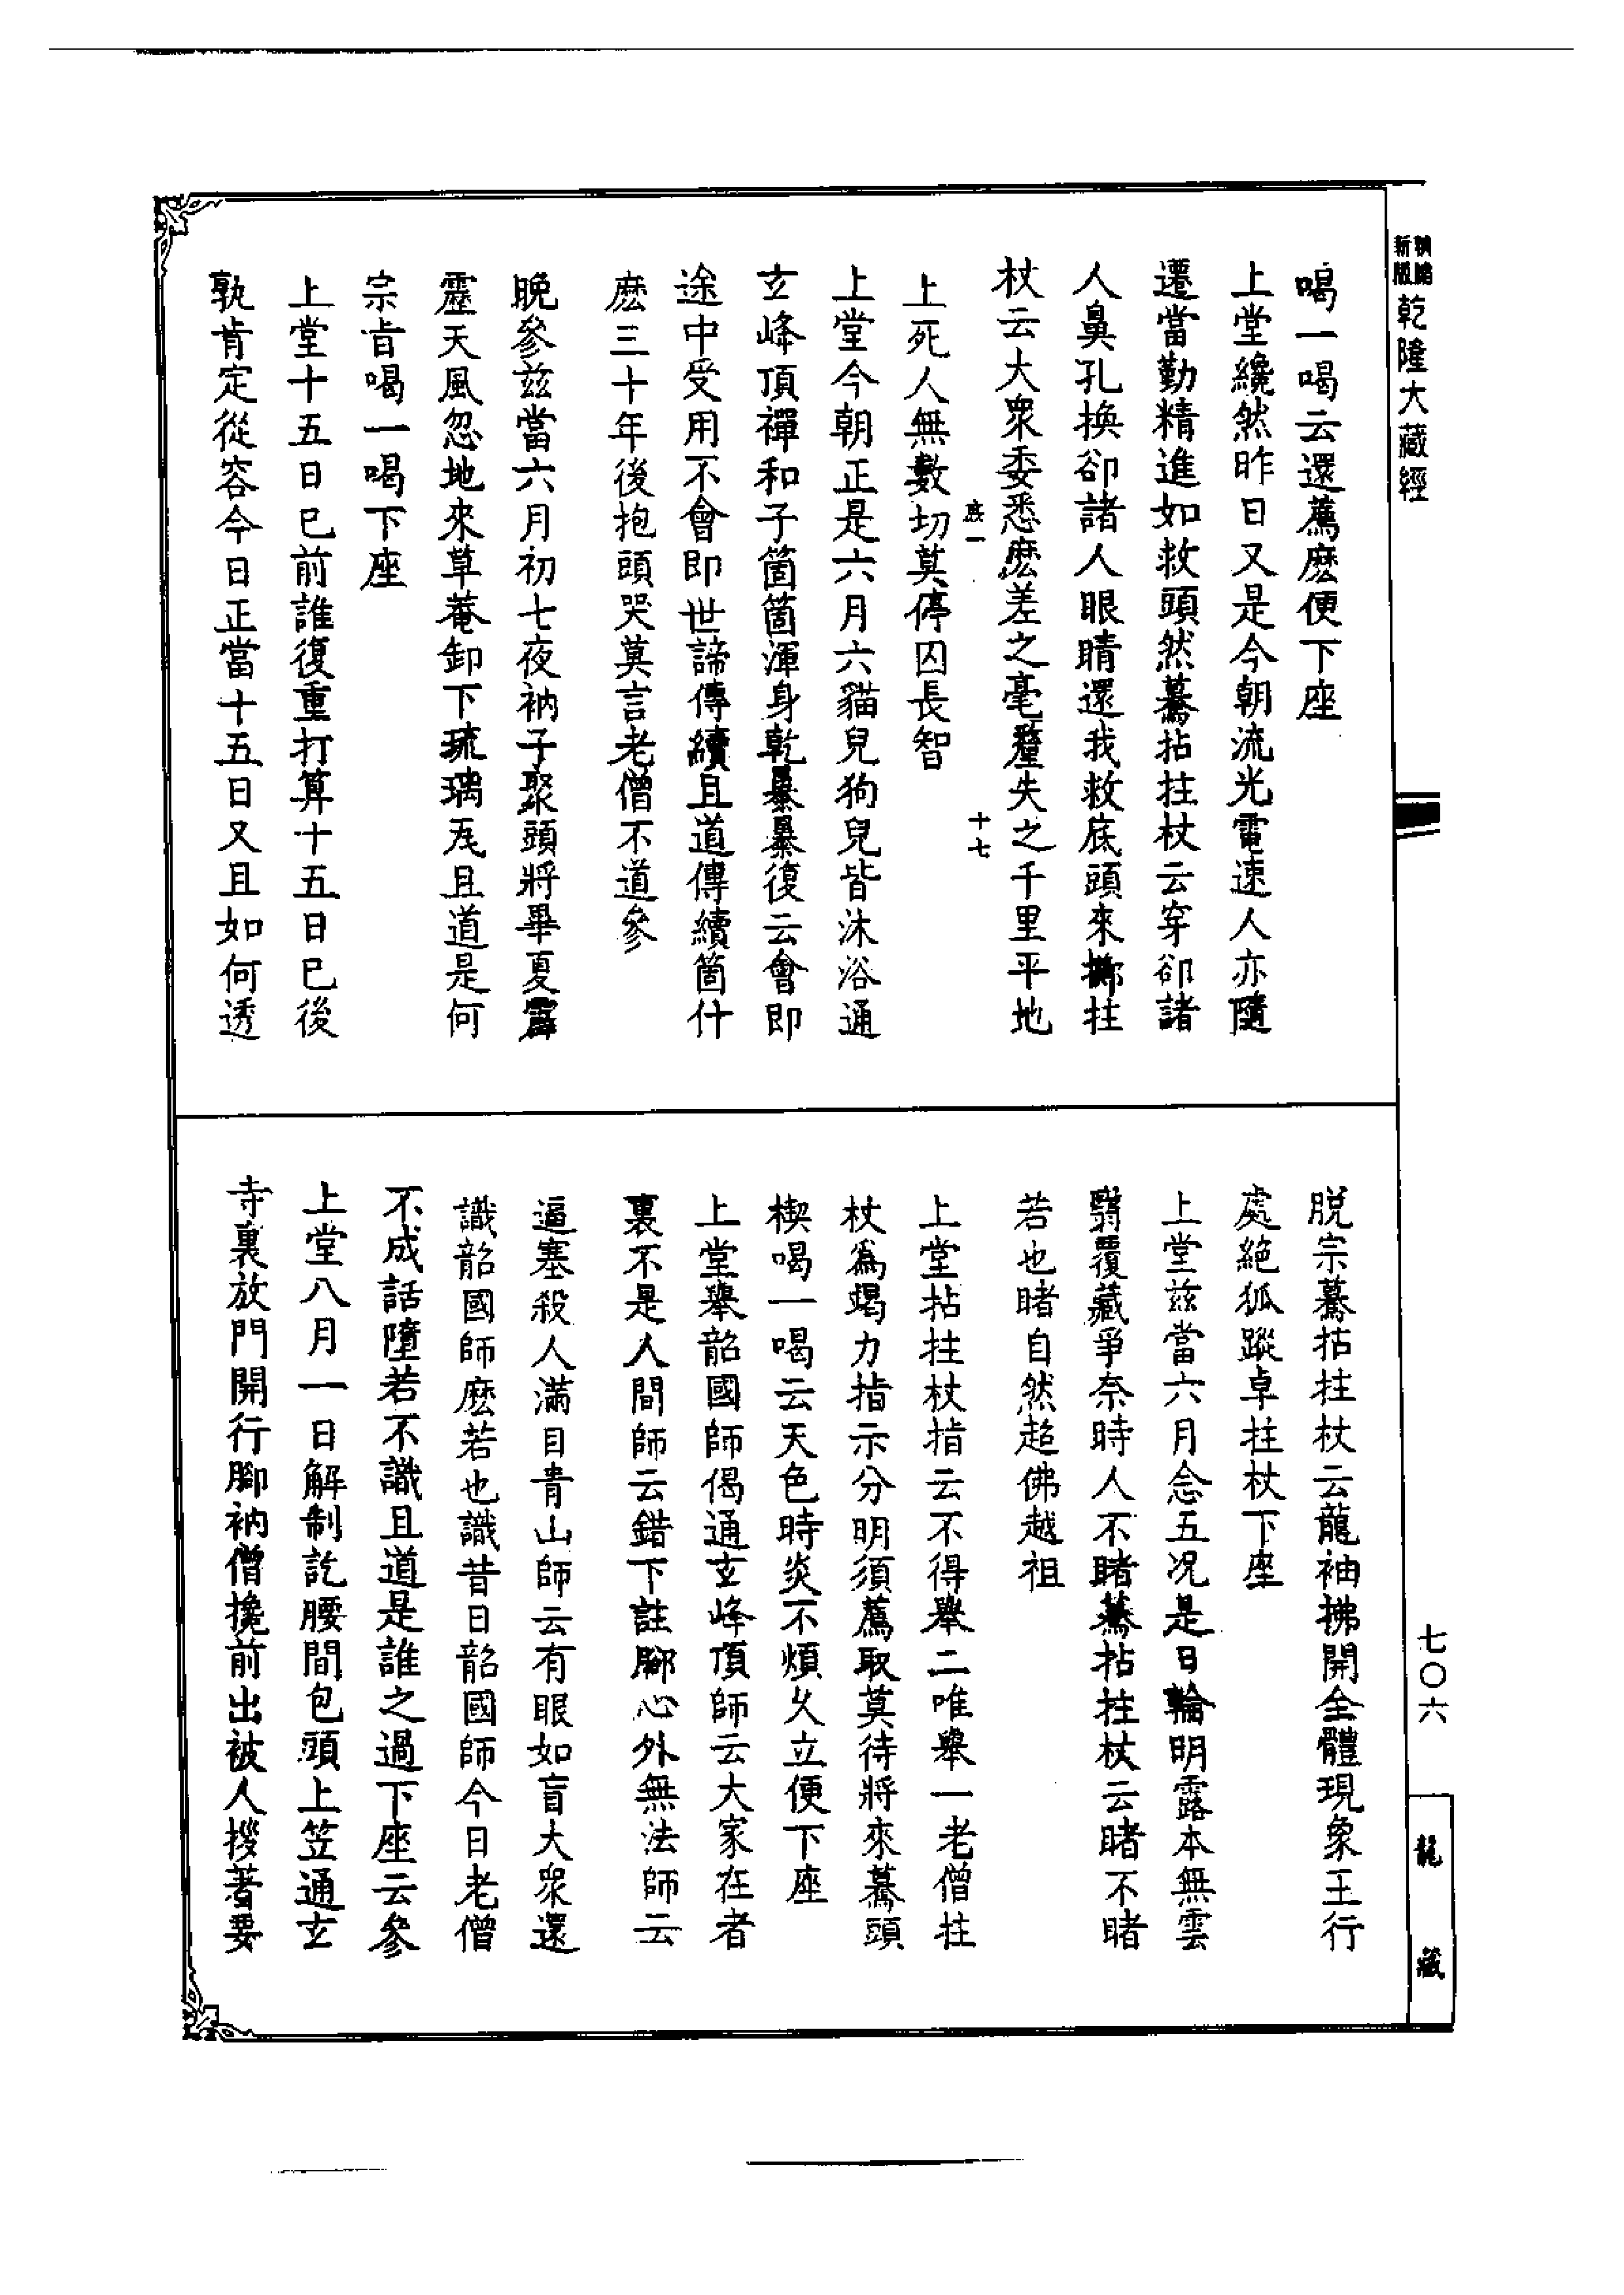 新版
乾隆大藏經
喝一喝云還薦麽便下座
上堂纔然昨日又是今朝流光電速人亦隨
遷當勤精進如救頭然驀拈拄杖云穿卻諸
人鼻孔換卻諸人眼睛還我救底頭來擲拄
杖云大衆委悉麽差之毫釐失之千里平地
底一
十七
上死人無數切莫停囚長智
上堂今朝正是六月六貓兒狗兒皆沐浴通
玄峰頂禪和子箇箇渾身乾暴暴復云會即
途中受用不會即世諦傳續且道傳續箇什
麽三十年後抱頭哭莫言老僧不道參
晚參兹當六月初七夜衲子聚頭將畢夏霹
靂天風忽地來草菴卸下琉璃瓦且道是何
宗旨喝一喝下座
上堂十五日已前誰復重打算十五日已後
孰肯定從容今日正當十五日又且如何透
脫宗驀拈拄杖云龍袖拂開全體現象王行
處絕狐蹤卓拄杖下座
上堂兹當六月念五況是日輪明露本無雲
翳覆藏爭奈時人不睹驀拈拄杖云睹不睹
若也睹自然超佛越祖
上堂拈拄杖指云不得舉二唯舉一老僧拄
杖爲竭力指示分明須薦取莫待將來驀頭
楔喝一喝云天色時炎不煩久立便下座
上堂舉韶國師偈通玄峰頂師云大家在者
裏不是人間師云錯下註腳心外無法師云
逼塞殺人滿目青山師云有眼如盲大衆還
識韶國師麽若也識昔日韶國師今日老僧
不成話墮若不識且道是誰之過下座云參
上堂八月一日解制訖腰間包頭上笠通玄
寺裏放門開行腳衲僧攙前出被人拶著要
七〇六
龍藏